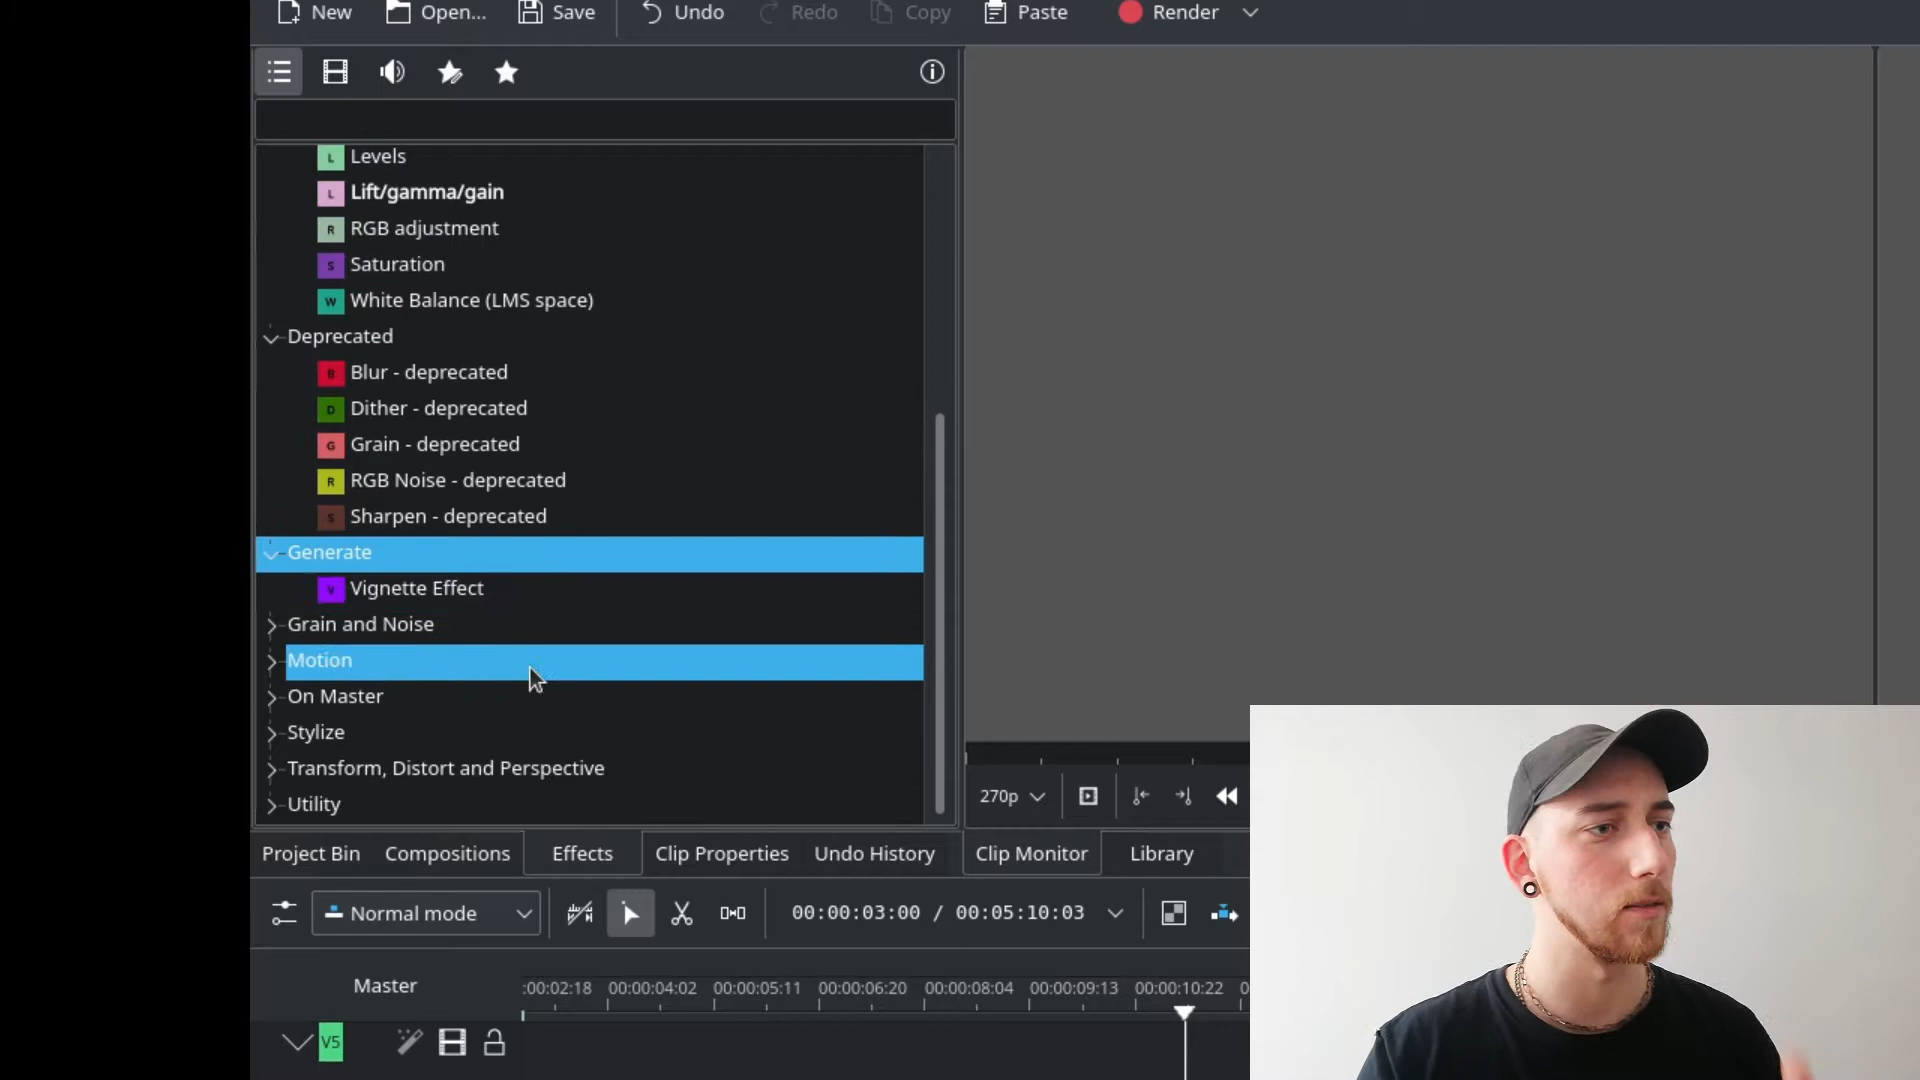 New Open... Save Undo Redo Copy Paste Render
L Levels
L Lift/gamma/gain
R RGB adjustment
S Saturation
W White Balance (LMS space)
Deprecated
B Blur - deprecated
D Dither - deprecated
G Grain - deprecated
R RGB Noise - deprecated
S Sharpen - deprecated
Generate
V Vignette Effect
Grain and Noise
Motion
On Master
Stylize
Transform, Distort and Perspective
Utility
270p
Project Bin Compositions Effects Clip Properties Undo History Clip Monitor Library
Normal mode 00:00:03:00 / 00:05:10:03
Master :00:02:18 00:00:04:02 00:00:05:11 00:00:06:20 00:00:08:04 00:00:09:13 00:00:10:22 0
V5